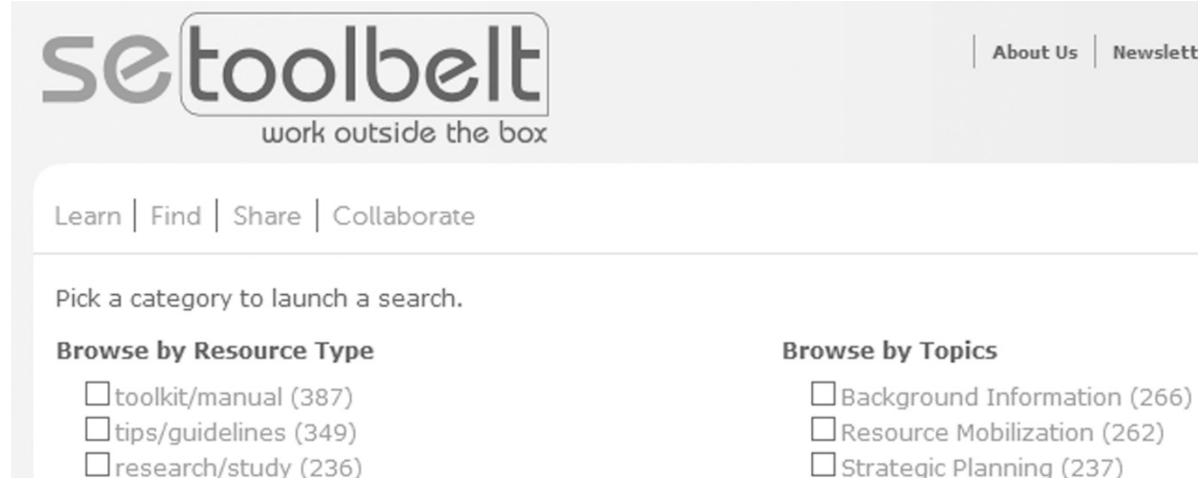 setoolbelt
work outside the box
About Us | Newslett
Learn | Find | Share | Collaborate
Pick a category to launch a search.
Browse by Resource Type
toolkit/manual (387)
tips/guidelines (349)
research/study (236)
Browse by Topics
Background Information (266)
Resource Mobilization (262)
Strategic Planning (237)